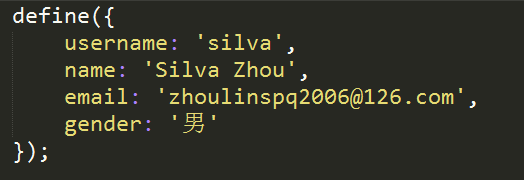 define({
    username: 'silva',
    name: 'Silva Zhou',
    email: 'zhoulinspq2006@126.com',
    gender: '男'
});